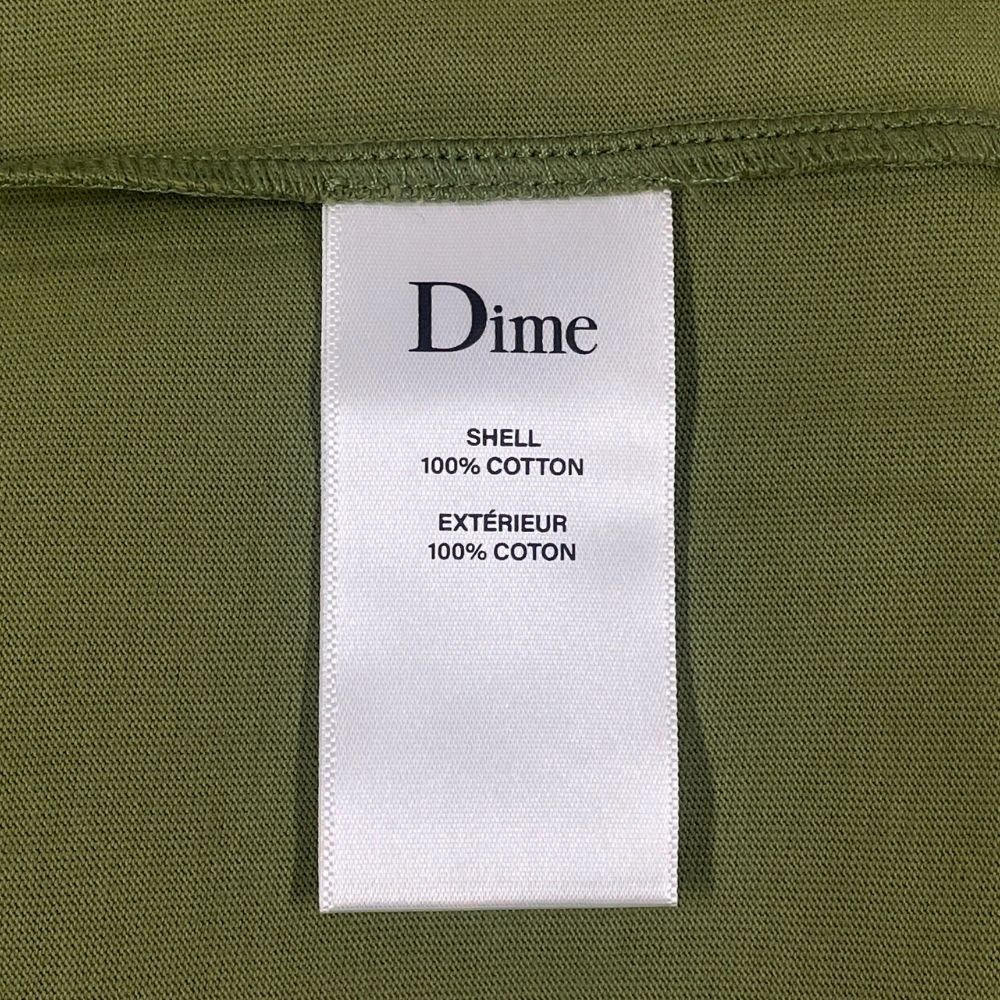 Dime
SHELL
100% COTTON
EXTÉRIEUR
100% COTON